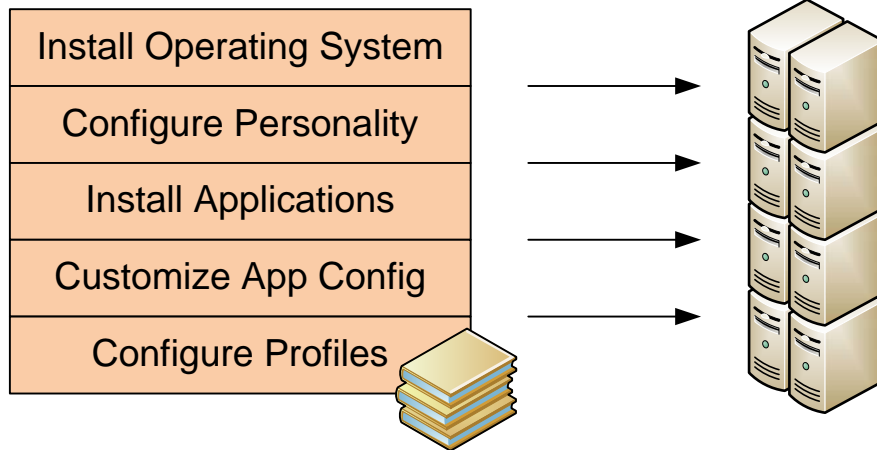 Install Operating System
Configure Personality
Install Applications
Customize App Config
Configure Profiles